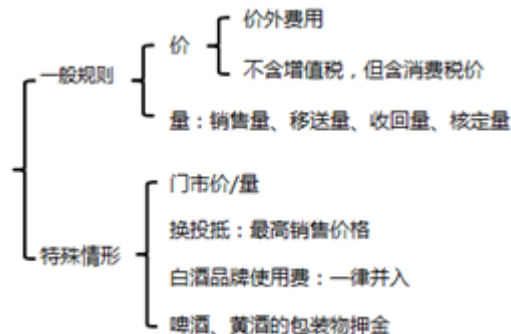 价外费用
价
不含增值税，但含消费税价
一般规则
量：销售量、移送量、收回量、核定量
门市价/量
换投抵：最高销售价格
特殊情形
白酒品牌使用费：一律并入
啤酒、黄酒的包装物押金